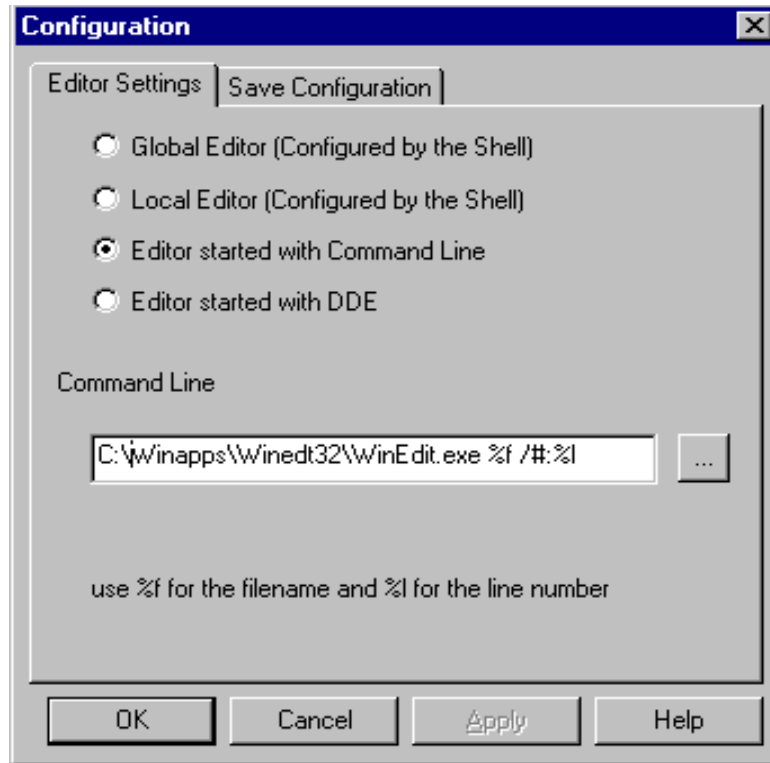 Configuration
Editor Settings
Save Configuration
Global Editor (Configured by the Shell)
Local Editor (Configured by the Shell)
Editor started with Command Line
Editor started with DDE
Command Line
C:\Winapps\Winedt32\WinEdit.exe %f /#:%l
...
use %f for the filename and %l for the line number
OK
Cancel
Apply
Help